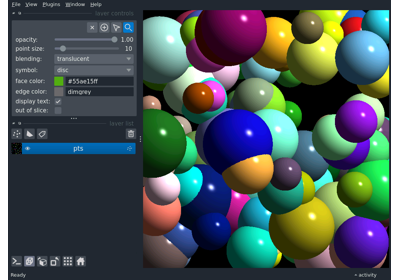 File View Plugins Window Help
layer controls
opacity: 1.00
point size: 10
blending: translucent
symbol: disc
face color: #55ae15ff
edge color: dimgrey
display text: ✓
out of slice:
layer list
pts
Ready activity